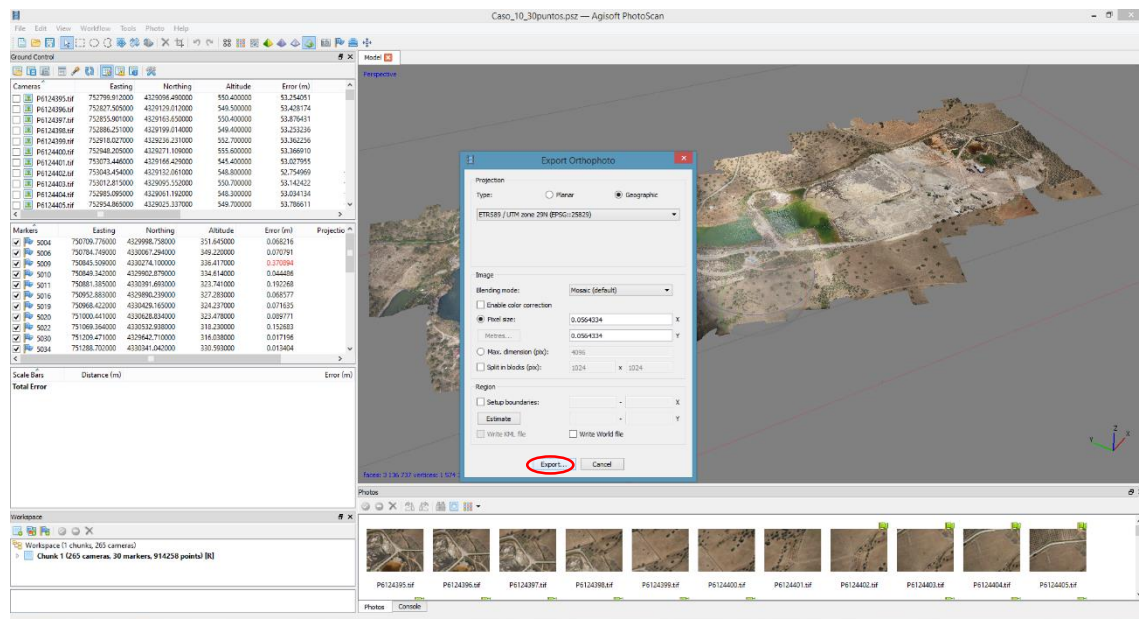 Caso_10_30puntos.psz — Agisoft PhotoScan
File Edit View Workflow Tools Photo Help
Ground Control
Cameras Easting Northing Altitude Error (m)
P6124395.tif 752799.912000 4329096.490000 550.400000 53.254051
P6124396.tif 752827.505000 4329129.012000 549.500000 53.428174
P6124397.tif 752855.901000 4329163.650000 550.400000 53.876431
P6124398.tif 752886.251000 4329199.014000 549.400000 53.253236
P6124399.tif 752918.027000 4329236.231000 552.700000 53.362256
P6124400.tif 752948.205000 4329271.109000 555.600000 53.366910
P6124401.tif 753073.446000 4329166.429000 545.400000 53.027955
P6124402.tif 753043.454000 4329132.061000 548.800000 52.754969
P6124403.tif 753012.815000 4329095.552000 550.700000 53.142422
P6124404.tif 752985.095000 4329061.192000 548.300000 53.034134
P6124405.tif 752954.865000 4329025.337000 549.700000 53.786611
Markers Easting Northing Altitude Error (m) Projectio
5004 750709.776000 4329998.758000 351.645000 0.068216
5006 750784.749000 4330067.294000 349.220000 0.070791
5009 750845.509000 4330274.100000 336.417000 0.370894
5010 750849.342000 4329902.879000 334.614000 0.044486
5011 750881.385000 4330391.693000 323.741000 0.192268
5016 750952.883000 4329890.239000 327.283000 0.068577
5019 750968.422000 4330429.165000 324.237000 0.071635
5020 751000.441000 4330628.834000 323.478000 0.089771
5022 751069.364000 4330532.938000 318.230000 0.152683
5030 751209.471000 4329642.710000 316.038000 0.017196
5034 751288.702000 4330341.042000 330.593000 0.013404
Scale Bars Distance (m) Error (m)
Total Error
Workspace
Workspace (1 chunks, 265 cameras)
Chunk 1 (265 cameras, 30 markers, 914258 points) [R]
Model
Perspective
Export Orthophoto
Projection
Type: Planar Geographic
ETRS89 / UTM zone 29N (EPSG::25829)
Image
Blending mode: Mosaic (default)
Enable color correction
Pixel size: 0.0564334 X
Metres... 0.0564334 Y
Max. dimension (pix): 4096
Split in blocks (pix): 1024 x 1024
Region
Setup boundaries: - X
Estimate - Y
Write KML file Write World file
Export... Cancel
Z
X
Y
Photos
P6124395.tif P6124396.tif P6124397.tif P6124398.tif P6124399.tif P6124400.tif P6124401.tif P6124402.tif P6124403.tif P6124404.tif P6124405.tif
Photos Console